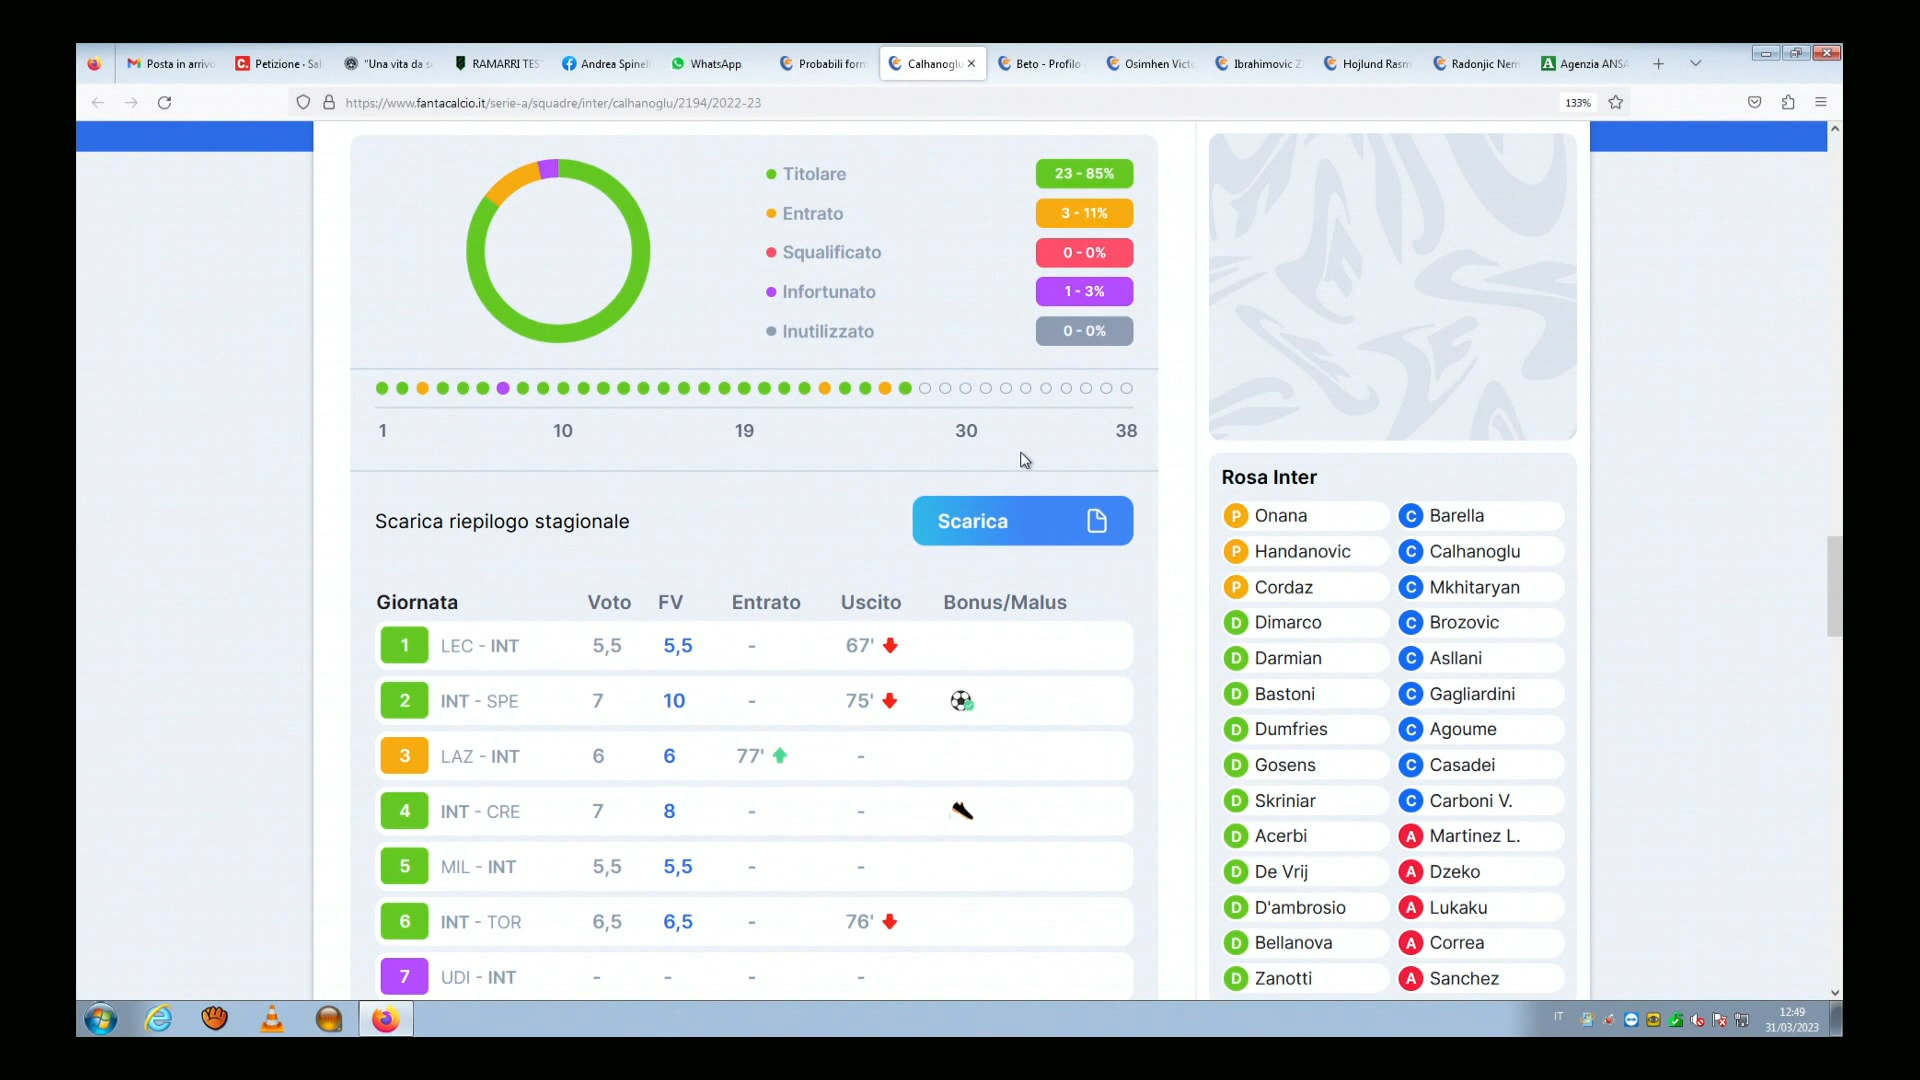 Posta in arrivo
Petizione · Sal
"Una vita da s
RAMARRI TES
Andrea Spinel
WhatsApp
Probabili form
Calhanoglu
Beto - Profilo
Osimhen Victo
Ibrahimovic Z
Hojlund Rasm
Radonjic Nem
Agenzia ANSA
https://www.fantacalcio.it/serie-a/squadre/inter/calhanoglu/2194/2022-23
133%
Titolare 23 - 85%
Entrato 3 - 11%
Squalificato 0 - 0%
Infortunato 1 - 3%
Inutilizzato 0 - 0%
1 10 19 30 38
Scarica riepilogo stagionale
Scarica
Giornata Voto FV Entrato Uscito Bonus/Malus
1 LEC - INT 5,5 5,5 - 67'
2 INT - SPE 7 10 - 75'
3 LAZ - INT 6 6 77' -
4 INT - CRE 7 8 - -
5 MIL - INT 5,5 5,5 - -
6 INT - TOR 6,5 6,5 - 76'
7 UDI - INT - - - -
Rosa Inter
P Onana C Barella
P Handanovic C Calhanoglu
P Cordaz C Mkhitaryan
D Dimarco C Brozovic
D Darmian C Asllani
D Bastoni C Gagliardini
D Dumfries C Agoume
D Gosens C Casadei
D Skriniar C Carboni V.
D Acerbi A Martinez L.
D De Vrij A Dzeko
D D'ambrosio A Lukaku
D Bellanova A Correa
D Zanotti A Sanchez
IT
12:49
31/03/2023